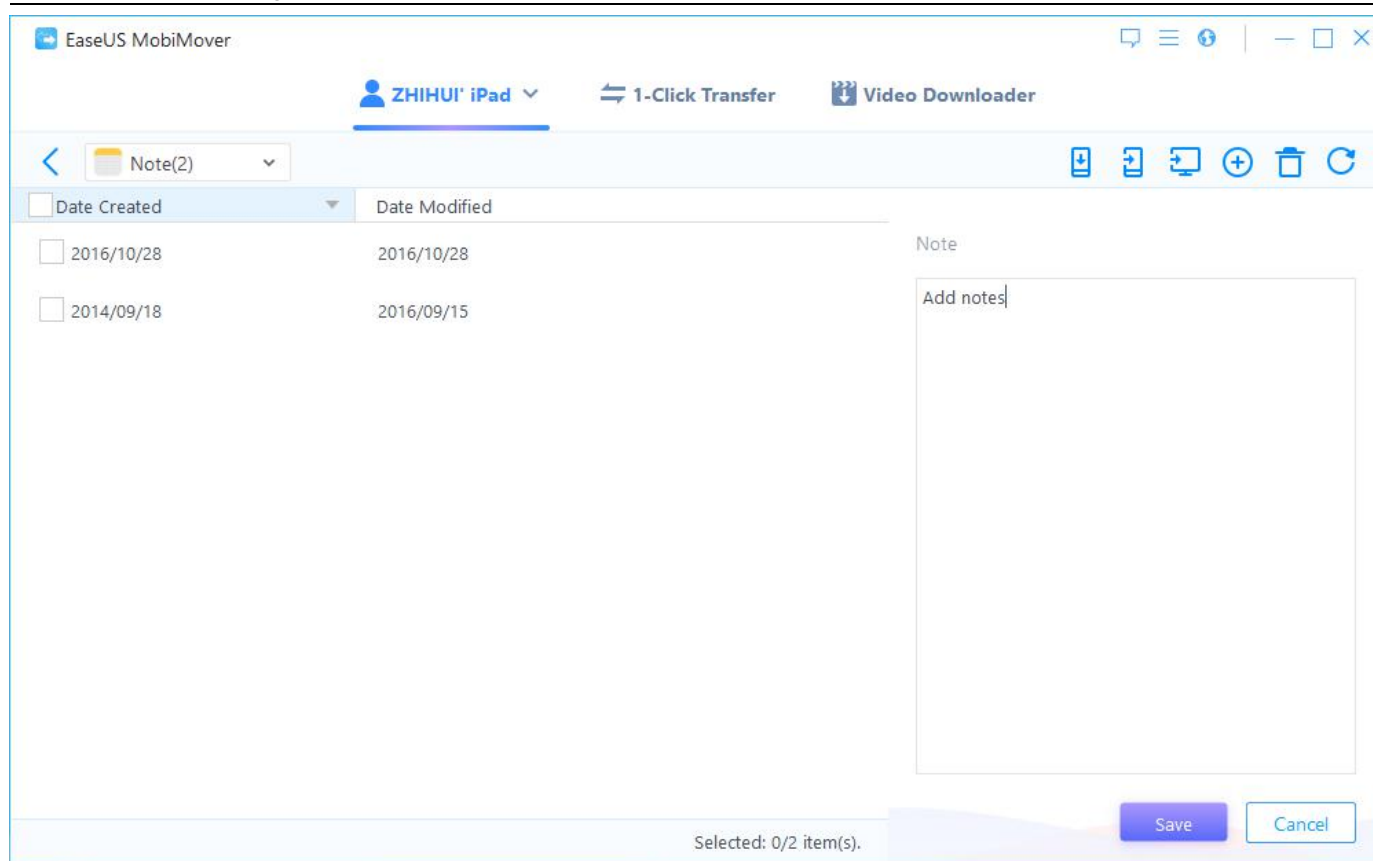 EaseUS MobiMover
ZHIHUI' iPad
1-Click Transfer
Video Downloader
Note(2)
Date Created
Date Modified
2016/10/28
2016/10/28
2014/09/18
2016/09/15
Note
Add notes
Save
Cancel
Selected: 0/2 item(s).